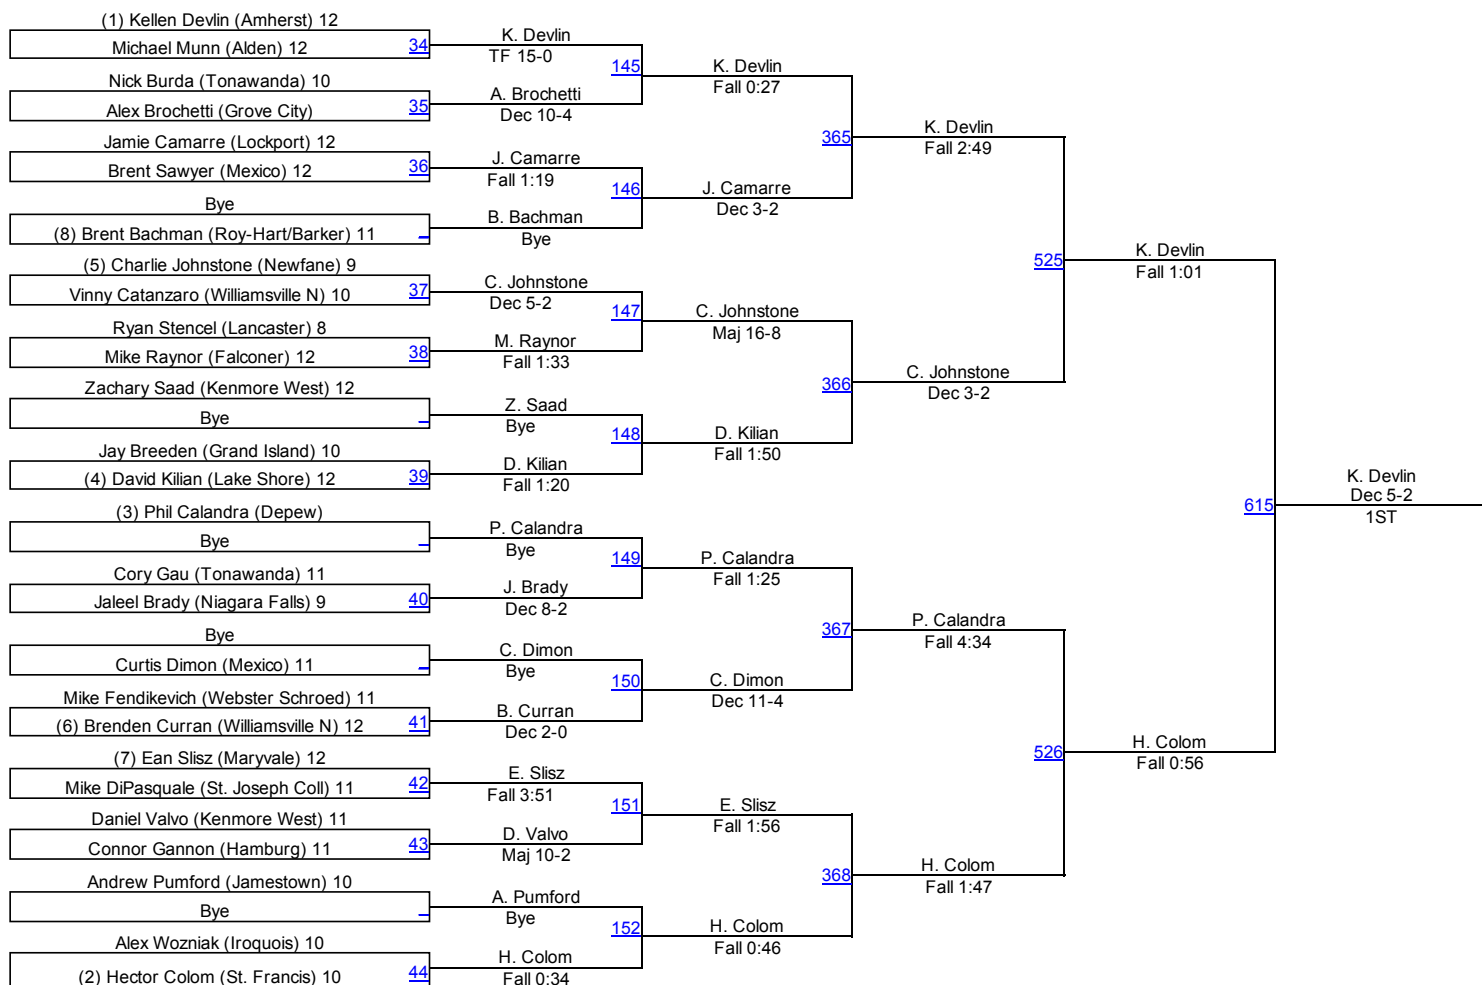 (1) Kellen Devlin (Amherst) 12
Michael Munn (Alden) 12
34
Nick Burda (Tonawanda) 10
Alex Brochetti (Grove City)
35
Jamie Camarre (Lockport) 12
Brent Sawyer (Mexico) 12
36
Bye
(8) Brent Bachman (Roy-Hart/Barker) 11
(5) Charlie Johnstone (Newfane) 9
Vinny Catanzaro (Williamsville N) 10
37
Ryan Stencel (Lancaster) 8
Mike Raynor (Falconer) 12
38
Zachary Saad (Kenmore West) 12
Bye
Jay Breeden (Grand Island) 10
(4) David Kilian (Lake Shore) 12
39
(3) Phil Calandra (Depew)
Bye
Cory Gau (Tonawanda) 11
Jaleel Brady (Niagara Falls) 9
40
Bye
Curtis Dimon (Mexico) 11
Mike Fendikevich (Webster Schroed) 11
(6) Brenden Curran (Williamsville N) 12
41
(7) Ean Slisz (Maryvale) 12
Mike DiPasquale (St. Joseph Coll) 11
42
Daniel Valvo (Kenmore West) 11
Connor Gannon (Hamburg) 11
43
Andrew Pumford (Jamestown) 10
Bye
Alex Wozniak (Iroquois) 10
(2) Hector Colom (St. Francis) 10
44
K. Devlin
TF 15-0
145
A. Brochetti
Dec 10-4
J. Camarre
Fall 1:19
146
B. Bachman
Bye
C. Johnstone
Dec 5-2
147
M. Raynor
Fall 1:33
Z. Saad
Bye
148
D. Kilian
Fall 1:20
P. Calandra
Bye
149
J. Brady
Dec 8-2
C. Dimon
Bye
150
B. Curran
Dec 2-0
E. Slisz
Fall 3:51
151
D. Valvo
Maj 10-2
A. Pumford
Bye
152
H. Colom
Fall 0:34
K. Devlin
Fall 0:27
365
J. Camarre
Dec 3-2
C. Johnstone
Maj 16-8
366
D. Kilian
Fall 1:50
P. Calandra
Fall 1:25
367
C. Dimon
Dec 11-4
E. Slisz
Fall 1:56
368
H. Colom
Fall 0:46
K. Devlin
Fall 2:49
525
C. Johnstone
Dec 3-2
P. Calandra
Fall 4:34
526
H. Colom
Fall 1:47
K. Devlin
Fall 1:01
615
H. Colom
Fall 0:56
K. Devlin
Dec 5-2
1ST